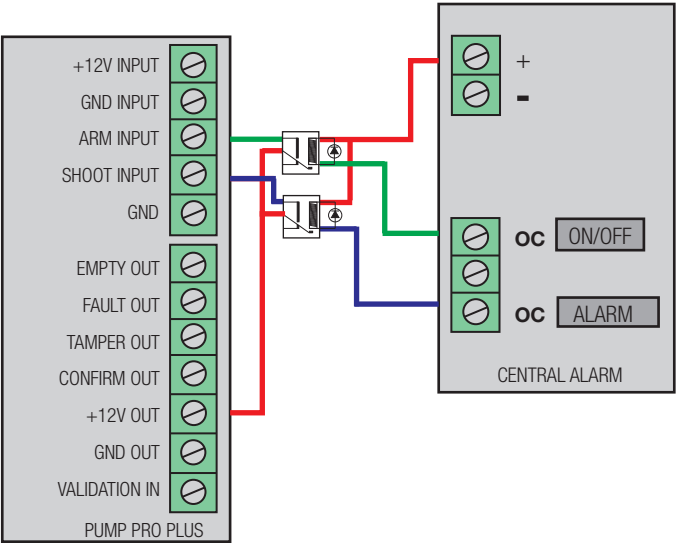 +12V INPUT
GND INPUT
ARM INPUT
SHOOT INPUT
GND
EMPTY OUT
FAULT OUT
TAMPER OUT
CONFIRM OUT
+12V OUT
GND OUT
VALIDATION IN
PUMP PRO PLUS
+
-
OC ON/OFF
OC ALARM
CENTRAL ALARM